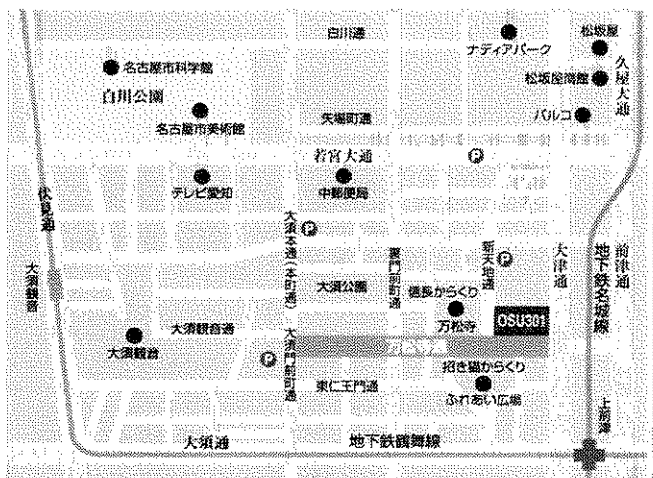 白川通
ナディアパーク
松坂屋
名古屋市科学館
松坂屋南館
久屋大通
白川公園
名古屋市美術館
矢場町通
パルコ
若宮大通
P
テレビ愛知
中郵便局
伏見通
大須本通(本町通)
P
裏門前町通
新天地通
P
大津通
前津通
地下鉄名城線
大須観音
大須公園
信長からくり
万松寺
OSU301
大須観音通
大須観音
大須門前町通
P
招き猫からくり
東仁王門通
ふれあい広場
上前津
大須通
地下鉄鶴舞線